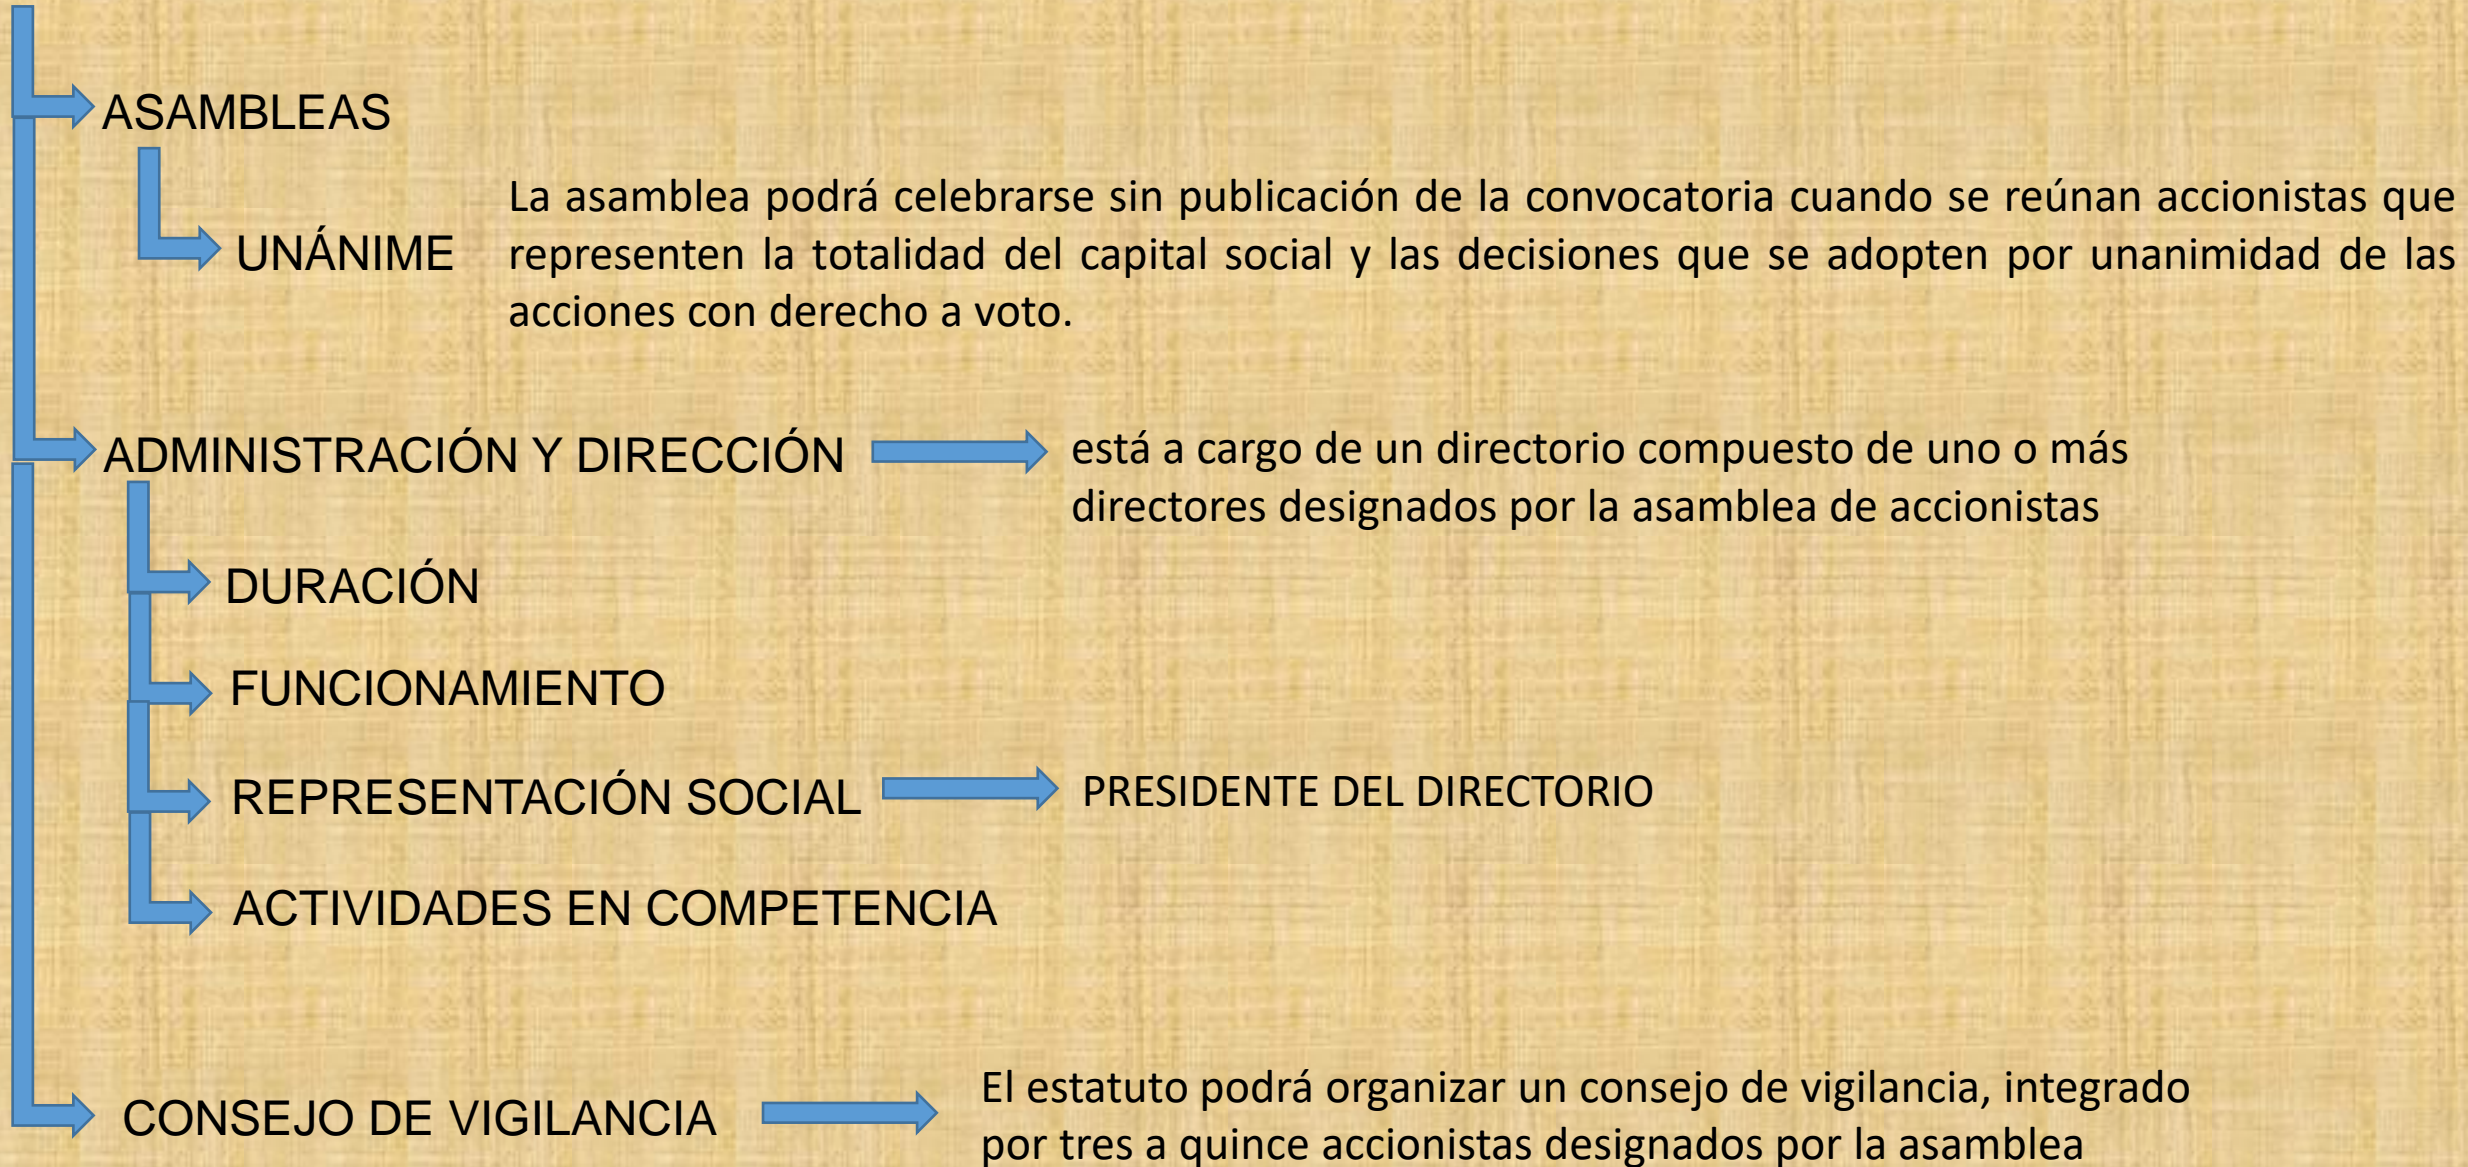 ASAMBLEAS
UNÁNIME
La asamblea podrá celebrarse sin publicación de la convocatoria cuando se reúnan accionistas que
representen la totalidad del capital social y las decisiones que se adopten por unanimidad de las
acciones con derecho a voto.
ADMINISTRACIÓN Y DIRECCIÓN
está a cargo de un directorio compuesto de uno o más
directores designados por la asamblea de accionistas
DURACIÓN
FUNCIONAMIENTO
REPRESENTACIÓN SOCIAL
PRESIDENTE DEL DIRECTORIO
ACTIVIDADES EN COMPETENCIA
CONSEJO DE VIGILANCIA
El estatuto podrá organizar un consejo de vigilancia, integrado
por tres a quince accionistas designados por la asamblea